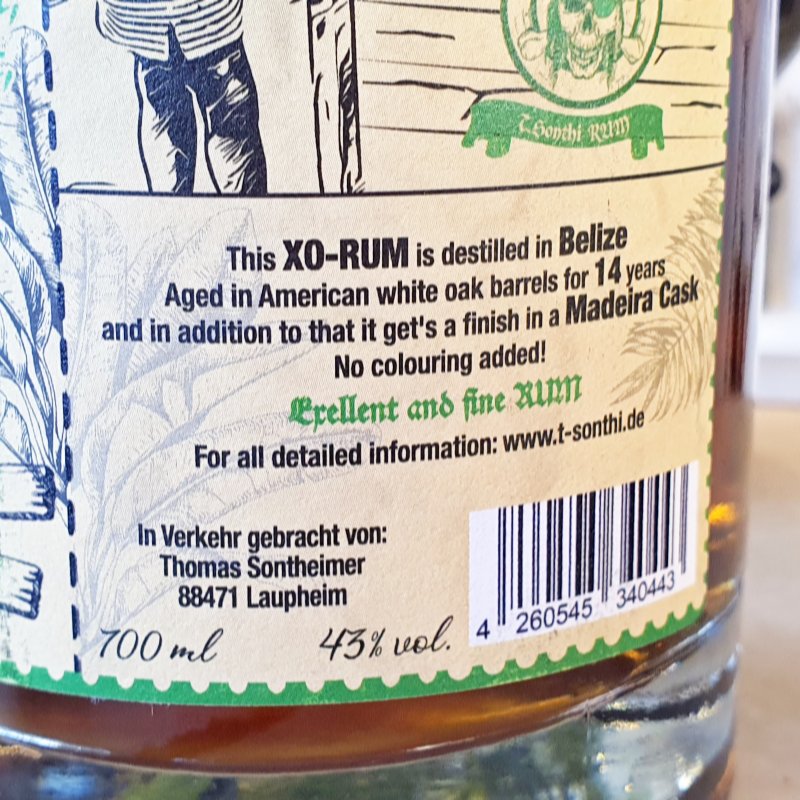 T.Sonthi RUM
This XO-RUM is destilled in Belize
Aged in American white oak barrels for 14 years
and in addition to that it get's a finish in a Madeira Cask
No colouring added!
Exellent and fine RUM
For all detailed information: www.t-sonthi.de
In Verkehr gebracht von:
Thomas Sontheimer
88471 Laupheim
700 ml
43% vol.
4 260545 340443